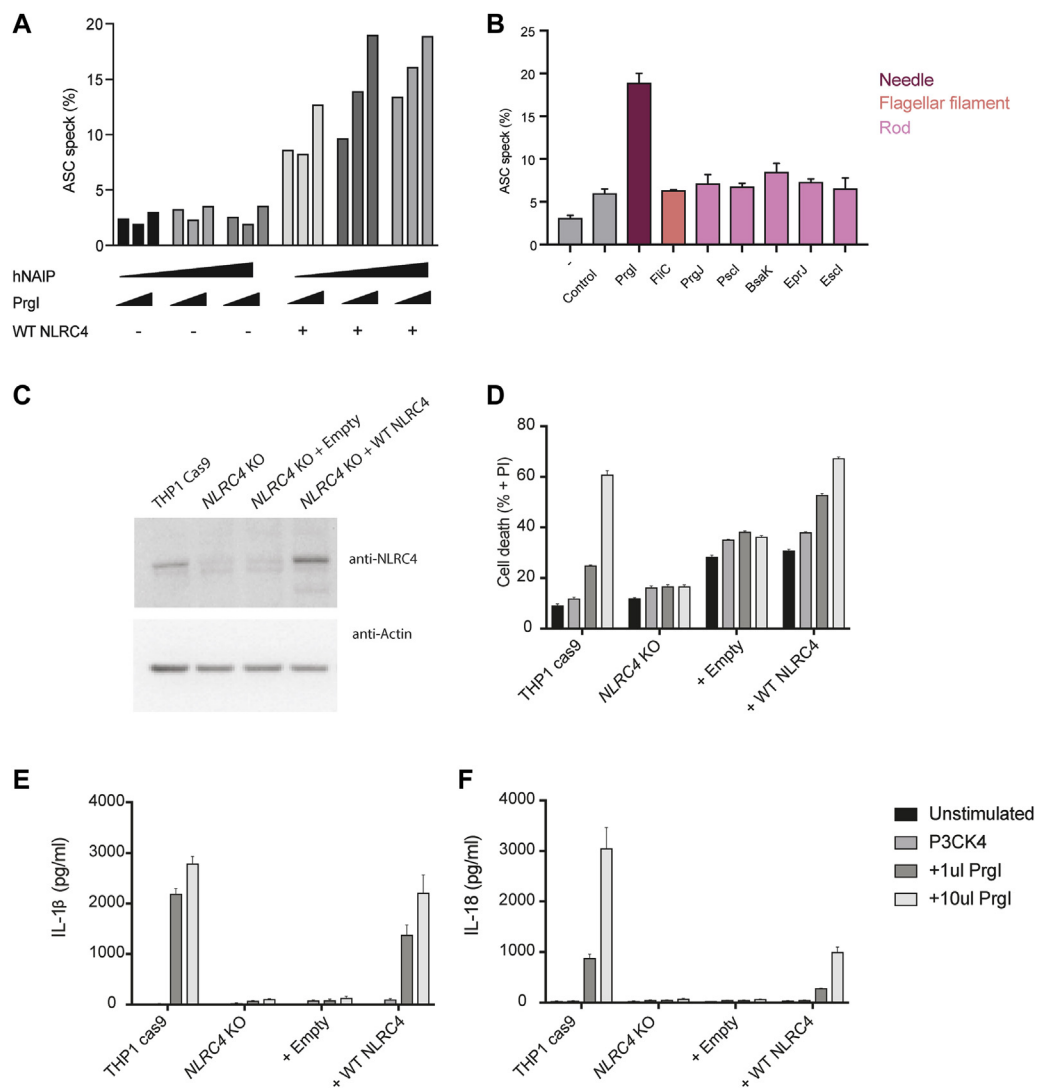 A
ASC speck (%)
20
15
10
5
0
hNAIP
PrgI
WT NLRC4
- - - + + +
B
ASC speck (%)
25
20
15
10
5
0
-
Control
PrgI
FliC
PrgJ
PscI
BsaK
EprJ
EscI
Needle
Flagellar filament
Rod
C
THP1 Cas9
NLRC4 KO
NLRC4 KO + Empty
NLRC4 KO + WT NLRC4
anti-NLRC4
anti-Actin
D
Cell death (% + PI)
80
60
40
20
0
THP1 cas9
NLRC4 KO
+ Empty
+ WT NLRC4
E
IL-1β (pg/ml)
4000
3000
2000
1000
0
THP1 cas9
NLRC4 KO
+ Empty
+ WT NLRC4
F
IL-18 (pg/ml)
4000
3000
2000
1000
0
THP1 cas9
NLRC4 KO
+ Empty
+ WT NLRC4
Unstimulated
P3CK4
+1ul PrgI
+10ul PrgI